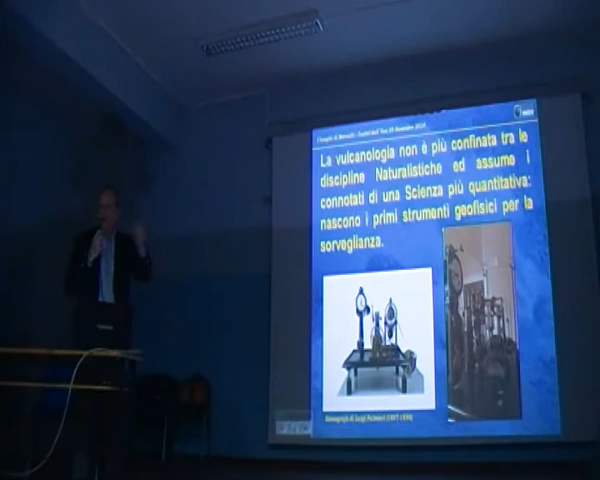 La vulcanologia non è più confinata tra le
discipline Naturalistiche ed assume i
connotati di una Scienza più quantitativa:
nascono i primi strumenti geofisici per la
sorveglianza.